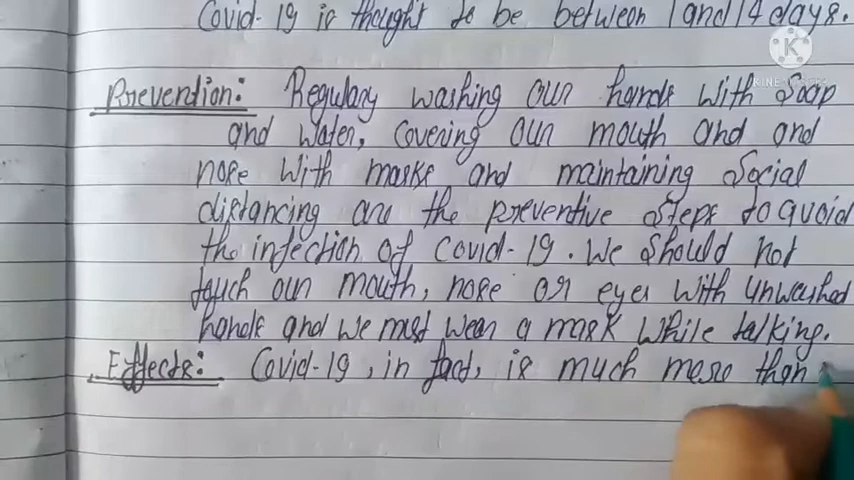 Covid-19 is thought to be between 1 and 14 days.
Prevention: Regulary washing our hands with Soap
and water, covering our mouth and and
nose with masks and maintaining Social
distancing are the preventive steps to avoid
the infection of Covid-19. We should not
touch our mouth, nose or eyes with unwashed
hands and we must wear a mask while talking.
Effects: Covid-19, in fact, is much more than
KINEMASTER